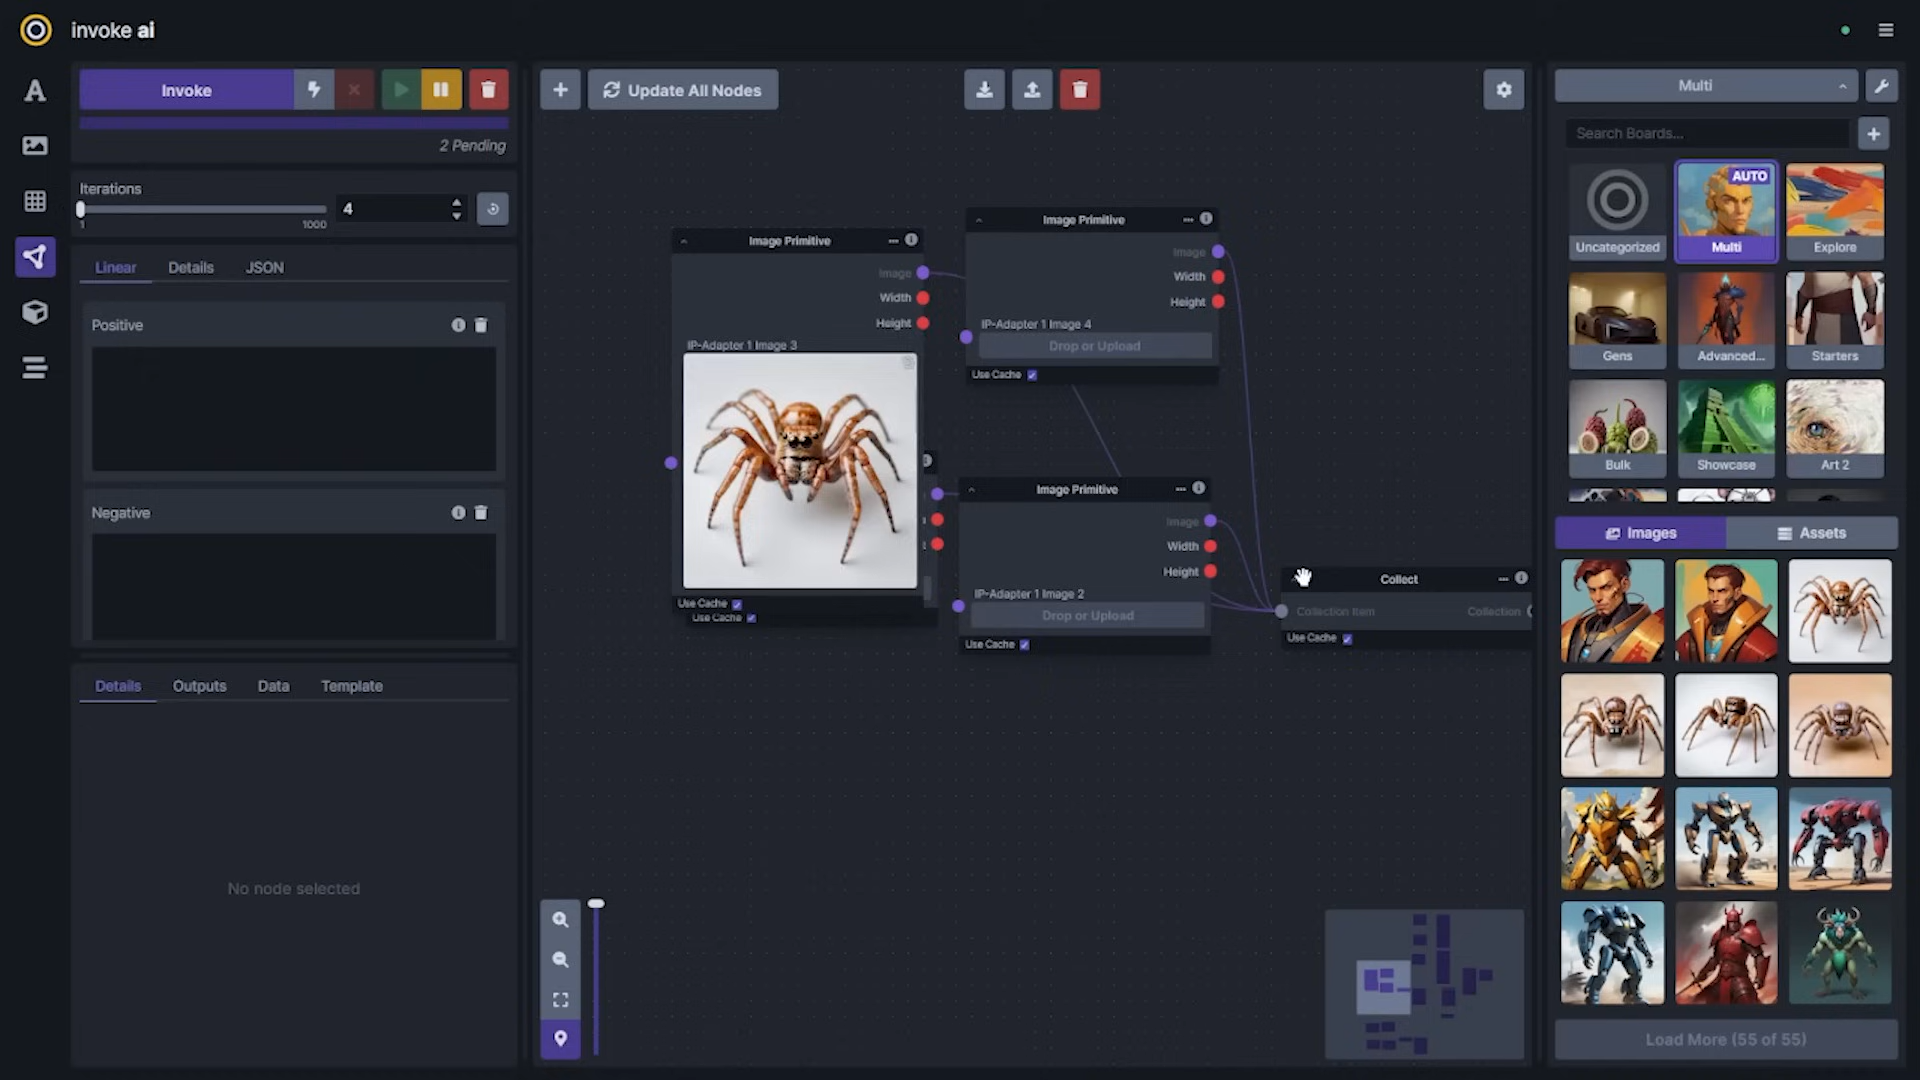 invoke ai
Invoke
2 Pending
Iterations
4
1
1000
Linear
Details
JSON
Positive
Negative
Details
Outputs
Data
Template
No node selected
Update All Nodes
Image Primitive
Image
Width
Height
IP-Adapter 1 Image 3
Use Cache
Use Cache
Image Primitive
Image
Width
Height
IP-Adapter 1 Image 4
Drop or Upload
Use Cache
Image Primitive
Image
Width
Height
IP-Adapter 1 Image 2
Drop or Upload
Use Cache
Collect
Collection Item
Collection
Use Cache
Multi
Search Boards...
Uncategorized
AUTO
Multi
Explore
Gens
Advanced...
Starters
Bulk
Showcase
Art 2
Images
Assets
Load More (55 of 55)